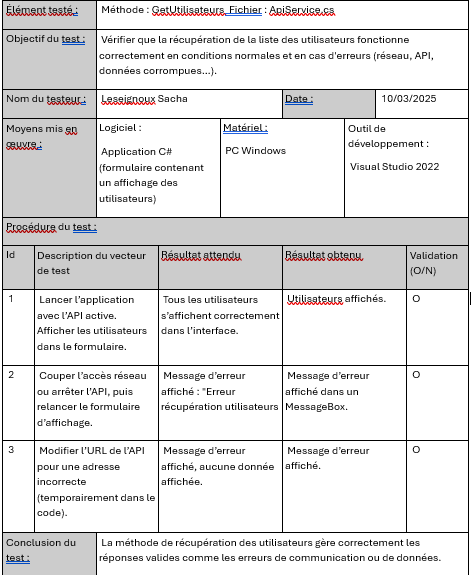 Élément testé : Méthode : GetUtilisateurs Fichier : ApiService.cs
Objectif du test : Vérifier que la récupération de la liste des utilisateurs fonctionne
correctement en conditions normales et en cas d'erreurs (réseau, API,
données corrompues...).
Nom du testeur : Leseignoux Sacha Date : 10/03/2025
Moyens mis en
œuvre :
Logiciel :
Application C#
(formulaire contenant
un affichage des
utilisateurs)
Matériel :
PC Windows
Outil de
développement :
Visual Studio 2022
Procédure du test :
Id
Description du vecteur
de test
Résultat attendu
Résultat obtenu
Validation
(O/N)
1
Lancer l'application
avec l'API active.
Afficher les utilisateurs
dans le formulaire.
Tous les utilisateurs
s'affichent correctement
dans l'interface.
Utilisateurs affichés.
O
2
Couper l'accès réseau
ou arrêter l'API, puis
relancer le formulaire
d'affichage.
Message d'erreur
affiché : "Erreur
récupération utilisateurs
Message d'erreur
affiché dans un
MessageBox.
O
3
Modifier l'URL de l'API
pour une adresse
incorrecte
(temporairement dans le
code).
Message d'erreur
affiché, aucune donnée
affichée.
Message d'erreur
affiché.
O
Conclusion du
test :
La méthode de récupération des utilisateurs gère correctement les
réponses valides comme les erreurs de communication ou de données.